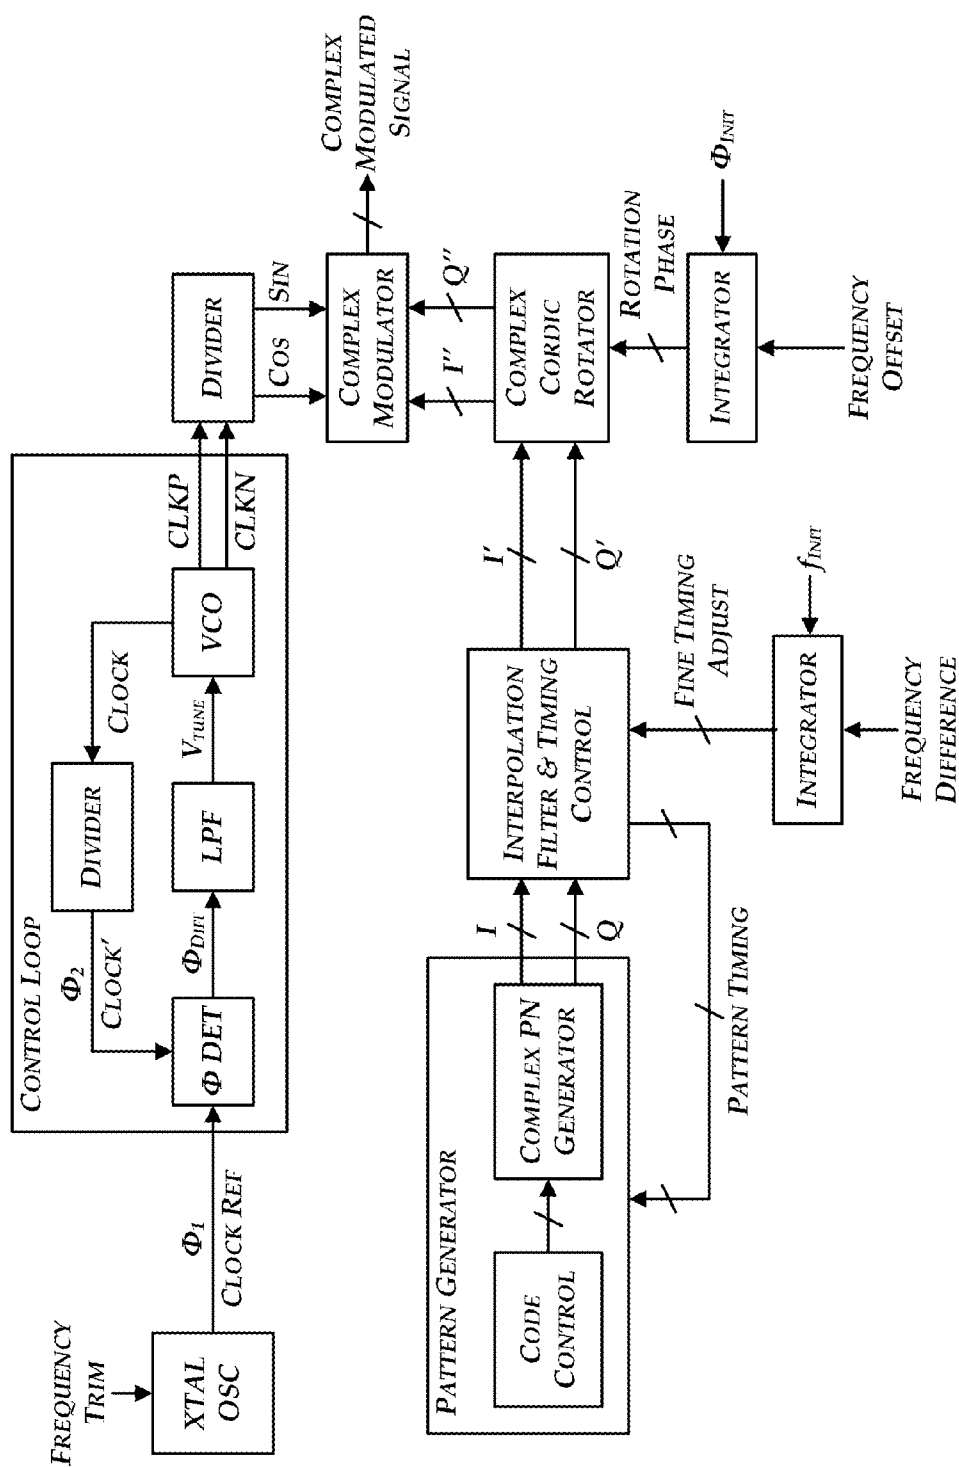 FREQUENCY
TRIM
XTAL
OSC
Φ1
CLOCK REF
CONTROL LOOP
Φ2
CLOCK'
DIVIDER
CLOCK
Φ DET
ΦDIFF
LPF
VTUNE
VCO
CLKP
CLKN
DIVIDER
COS
SIN
COMPLEX
MODULATOR
COMPLEX
MODULATED
SIGNAL
I''
Q''
PATTERN GENERATOR
CODE
CONTROL
COMPLEX PN
GENERATOR
I
Q
INTERPOLATION
FILTER & TIMING
CONTROL
I'
Q'
COMPLEX
CORDIC
ROTATOR
ROTATION
PHASE
INTEGRATOR
ΦINIT
FREQUENCY
OFFSET
PATTERN TIMING
FINE TIMING
ADJUST
INTEGRATOR
fINIT
FREQUENCY
DIFFERENCE